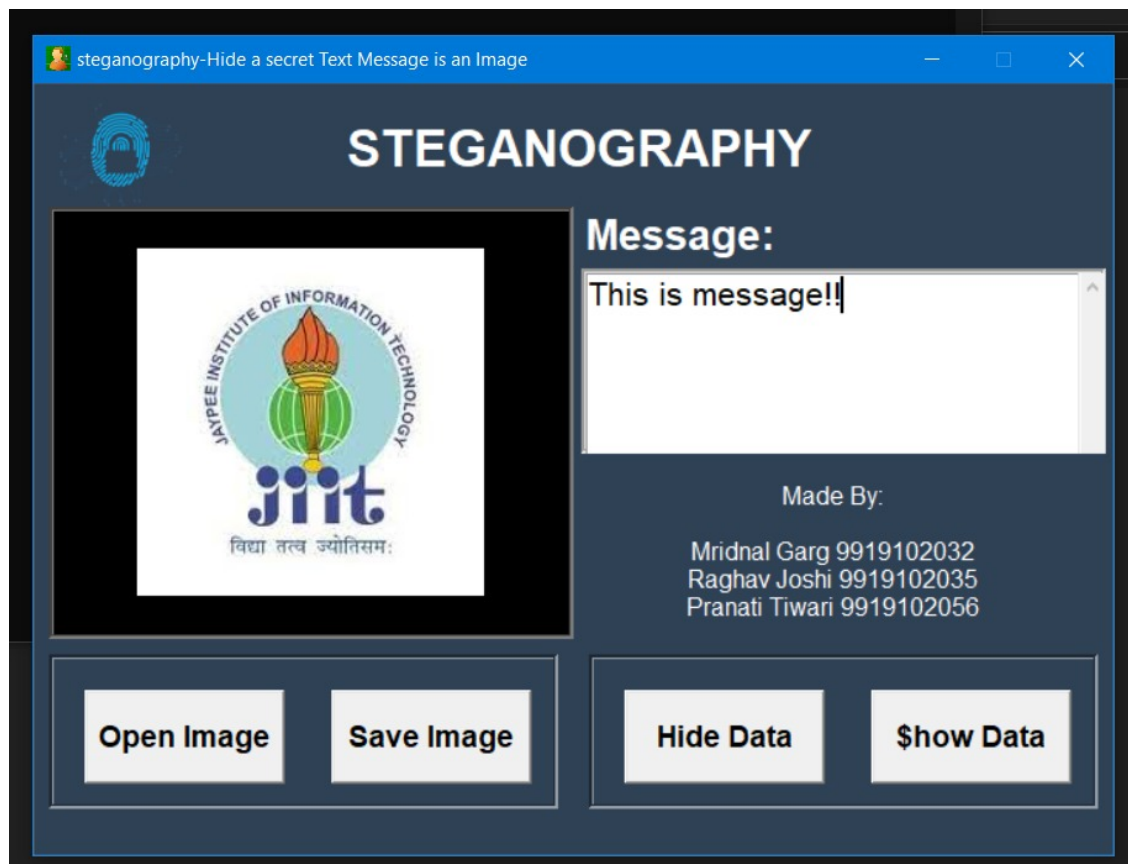 steganography-Hide a secret Text Message is an Image
STEGANOGRAPHY
JAYPEE INSTITUTE OF INFORMATION TECHNOLOGY
jiit
विद्या तत्व ज्योतिसम:
Message:
This is message!!
Made By:
Mridnal Garg 9919102032
Raghav Joshi 9919102035
Pranati Tiwari 9919102056
Open Image
Save Image
Hide Data
$how Data